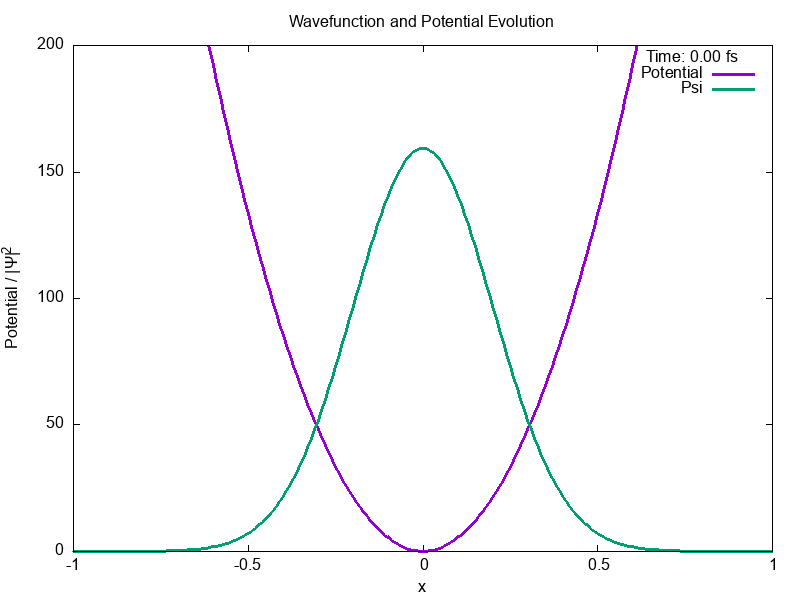 Wavefunction and Potential Evolution
Time: 0.00 fs
Potential
Psi
200
150
100
50
0
-1
-0.5
0
0.5
1
x
Potential / |Ψ|²